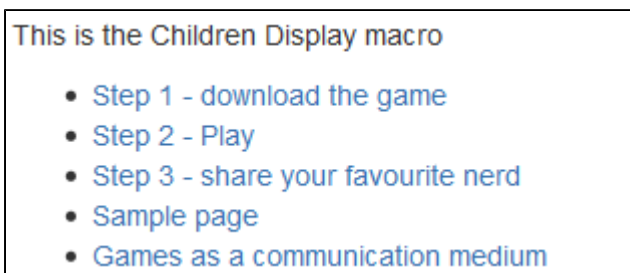 This is the Children Display macro
Step 1 - download the game
Step 2 - Play
Step 3 - share your favourite nerd
Sample page
Games as a communication medium